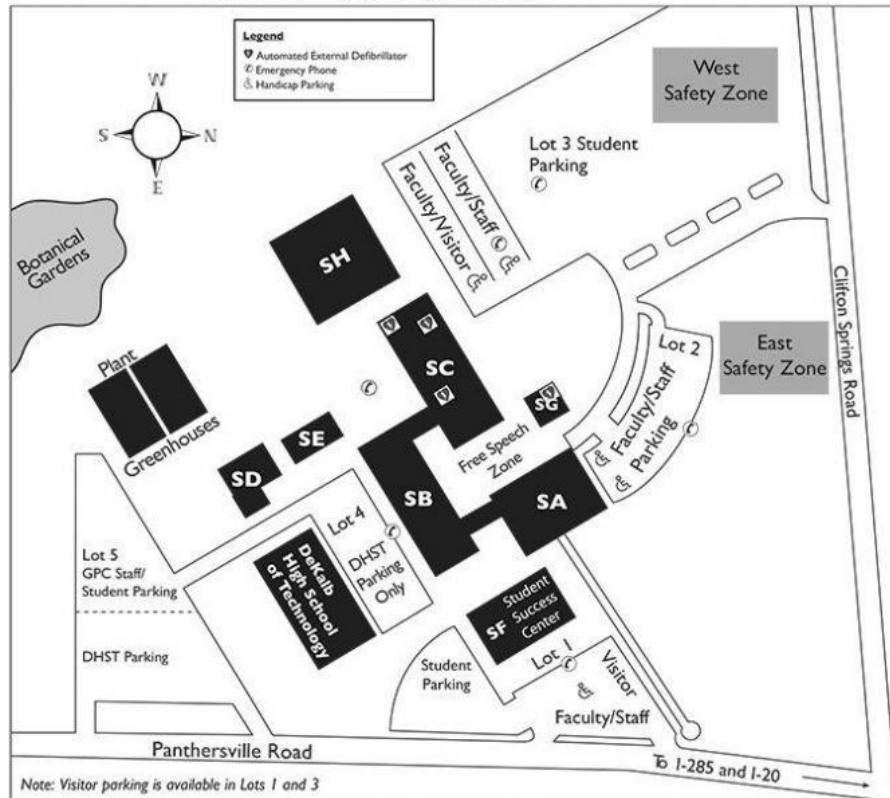 Legend
Automated External Defibrillator
Emergency Phone
Handicap Parking
W
S
N
E
West
Safety Zone
Lot 3 Student
Parking
Faculty/Staff
Faculty/Visitor
Botanical
Gardens
SH
Clifton Springs Road
SC
East
Safety Zone
Lot 2
Faculty/Staff
Parking
Plant
Greenhouses
SG
Free Speech
Zone
SE
SD
SB
SA
Lot 4
DHST
Parking
Only
DeKalb
High School
of Technology
Lot 5
GPC Staff/
Student Parking
DHST Parking
SF
Student
Success
Center
Lot 1
Visitor
Student
Parking
Faculty/Staff
Panthersville Road
To I-285 and I-20
Note: Visitor parking is available in Lots 1 and 3